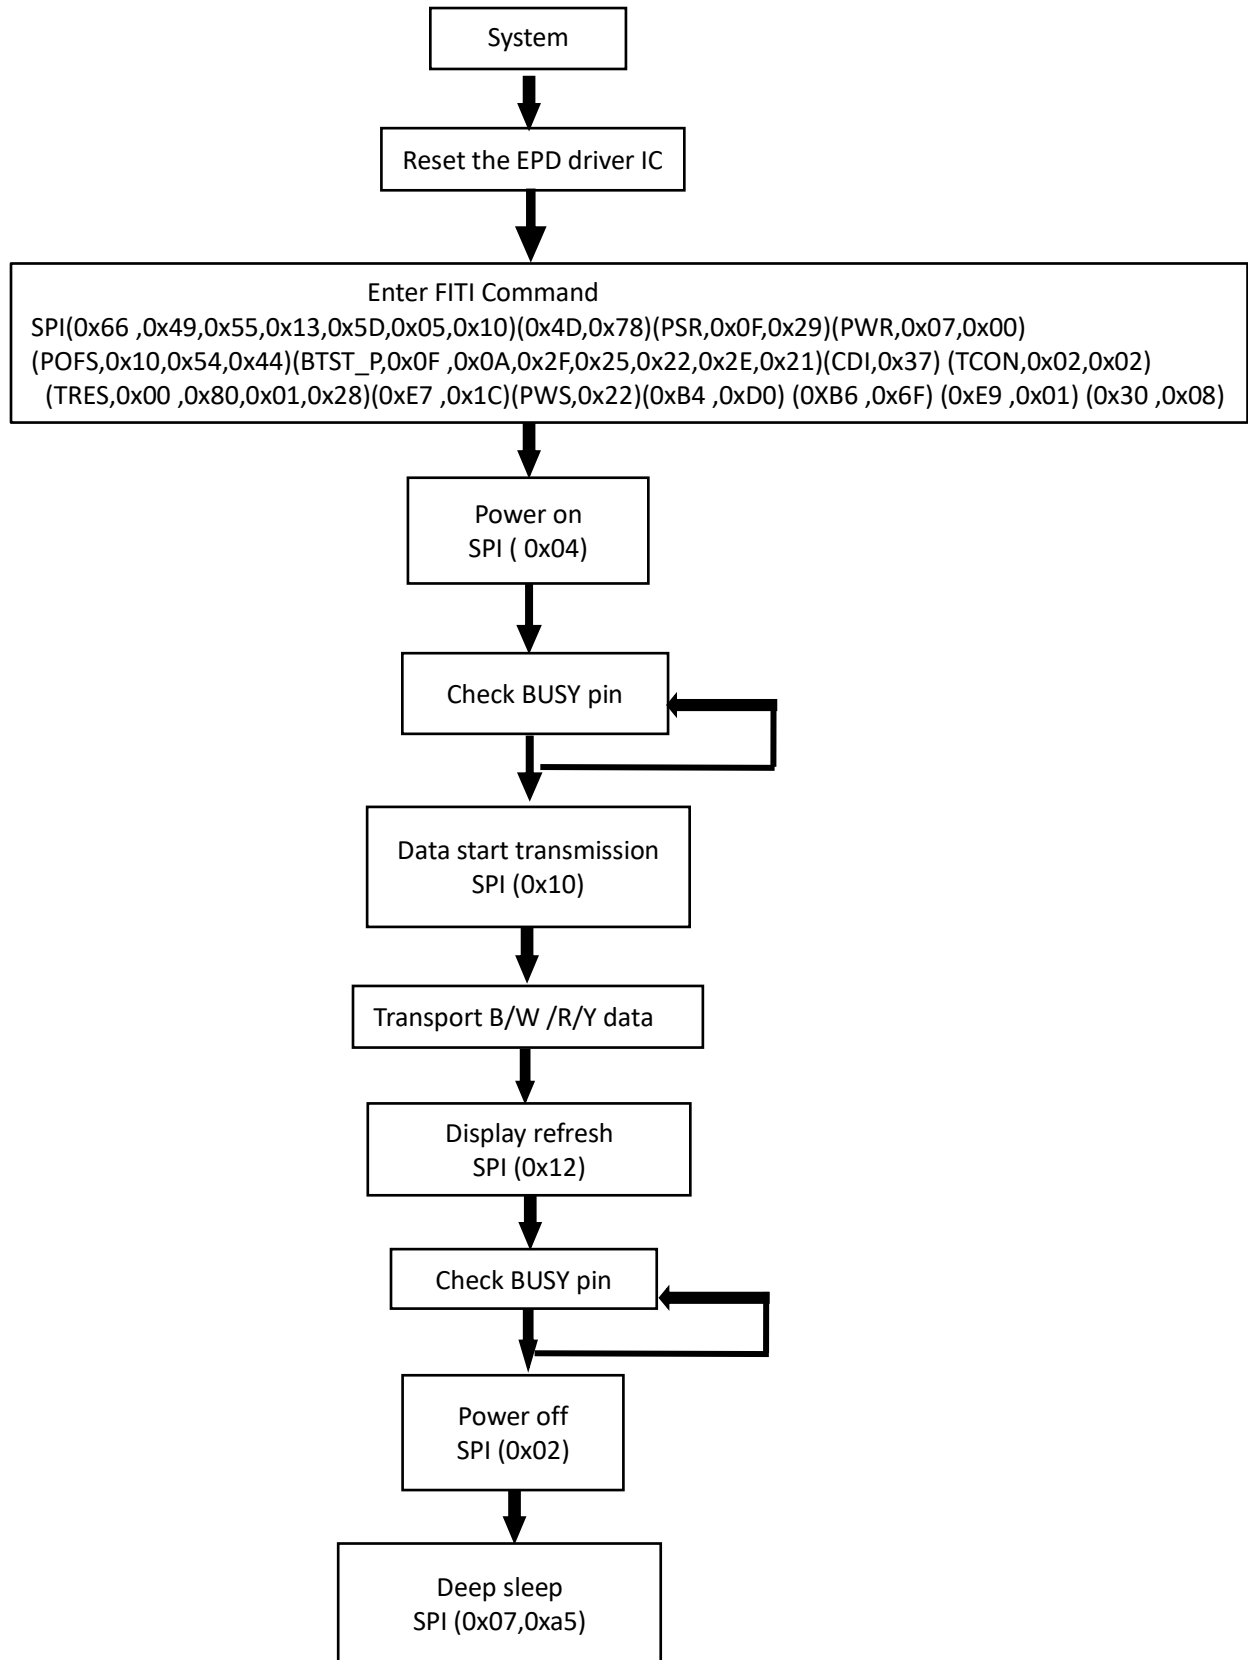 System
Reset the EPD driver IC
Enter FITI Command
SPI(0x66 ,0x49,0x55,0x13,0x5D,0x05,0x10)(0x4D,0x78)(PSR,0x0F,0x29)(PWR,0x07,0x00)
(POFS,0x10,0x54,0x44)(BTST_P,0x0F ,0x0A,0x2F,0x25,0x22,0x2E,0x21)(CDI,0x37) (TCON,0x02,0x02)
(TRES,0x00 ,0x80,0x01,0x28)(0xE7 ,0x1C)(PWS,0x22)(0xB4 ,0xD0) (0XB6 ,0x6F) (0xE9 ,0x01) (0x30 ,0x08)
Power on
SPI ( 0x04)
Check BUSY pin
Data start transmission
SPI (0x10)
Transport B/W /R/Y data
Display refresh
SPI (0x12)
Check BUSY pin
Power off
SPI (0x02)
Deep sleep
SPI (0x07,0xa5)